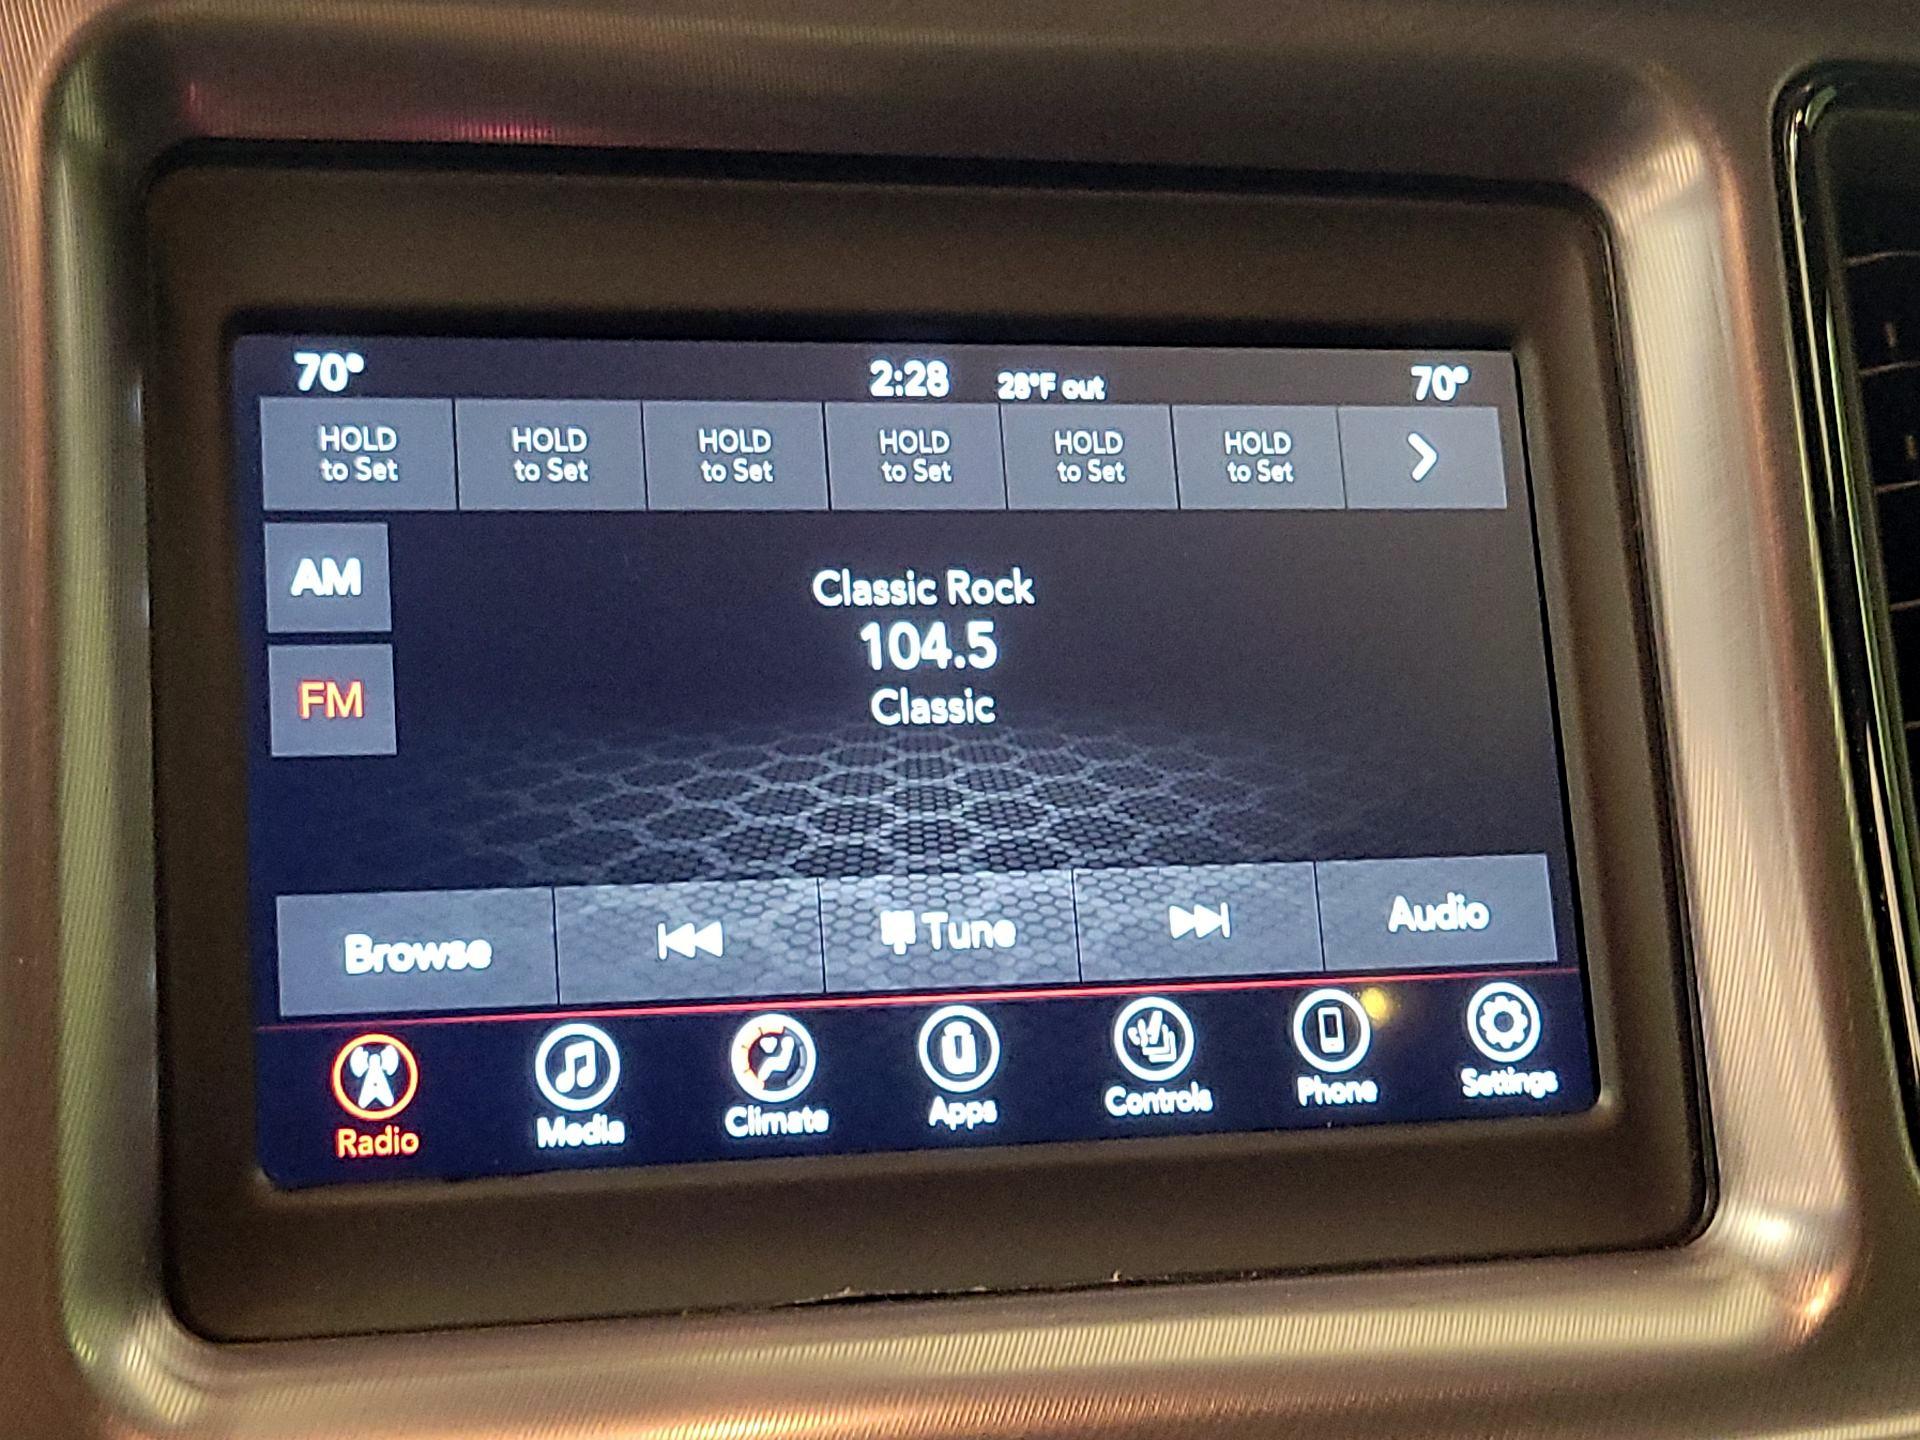 70° 2:28 28°F out 70°
HOLD to Set
HOLD to Set
HOLD to Set
HOLD to Set
HOLD to Set
HOLD to Set
AM
FM
Classic Rock
104.5
Classic
Browse Tune Audio
Radio Media Climate Apps Controls Phone Settings